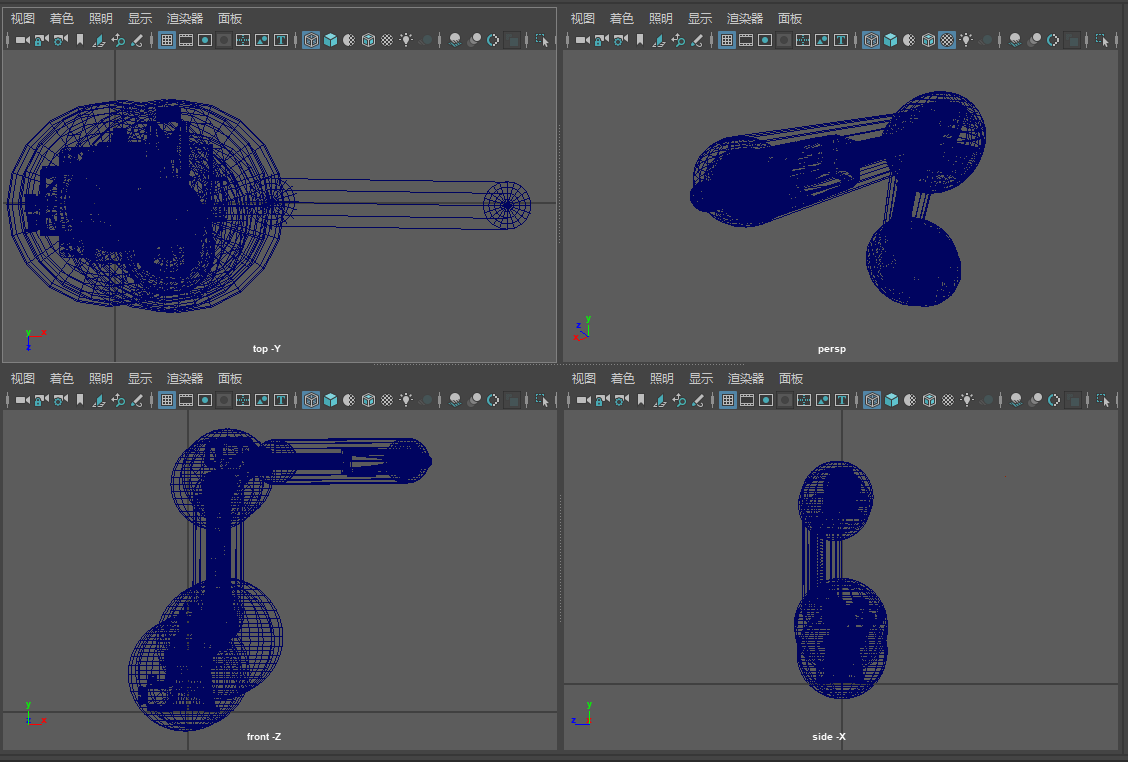 视图 着色 照明 显示 渲染器 面板
视图 着色 照明 显示 渲染器 面板
y x
z
top -Y
y
z
x
persp
视图 着色 照明 显示 渲染器 面板
视图 着色 照明 显示 渲染器 面板
y
z x
front -Z
y
z x
side -X